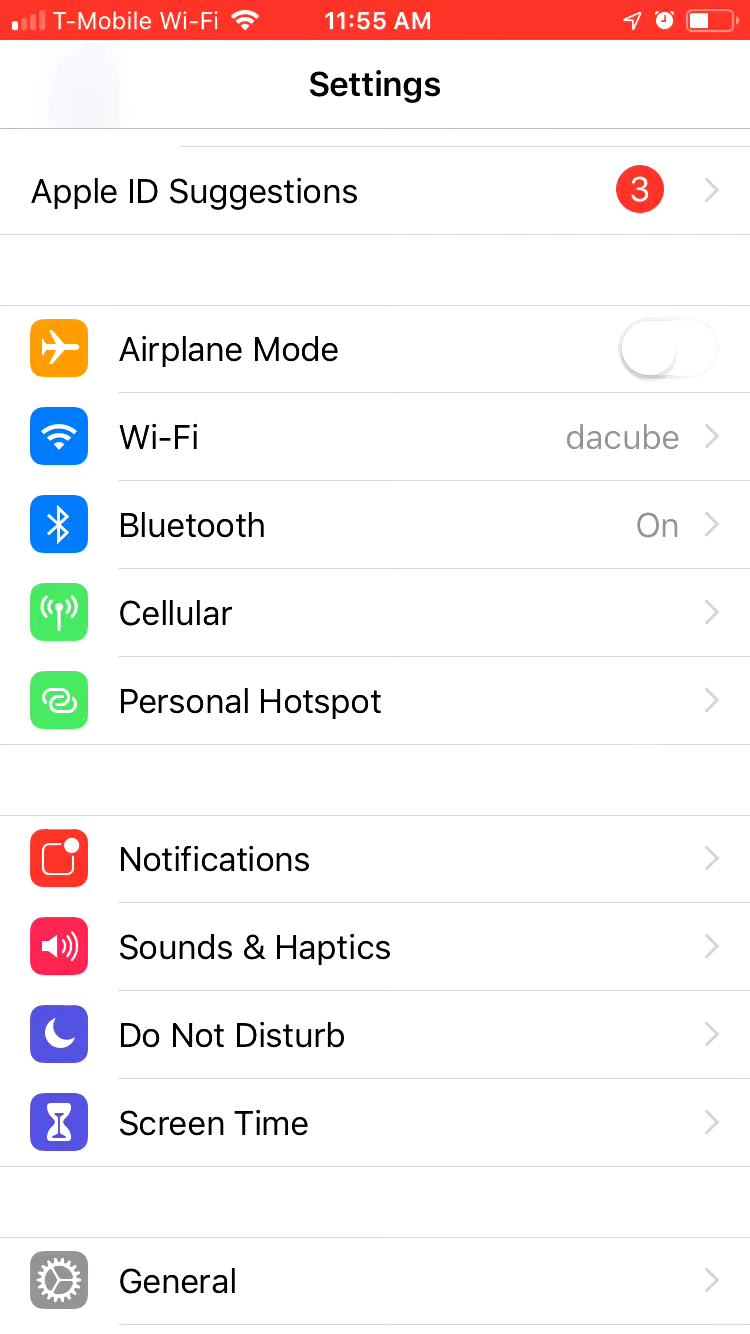 T-Mobile Wi-Fi 11:55 AM
Settings
Apple ID Suggestions 3
Airplane Mode
Wi-Fi dacube
Bluetooth On
Cellular
Personal Hotspot
Notifications
Sounds & Haptics
Do Not Disturb
Screen Time
General